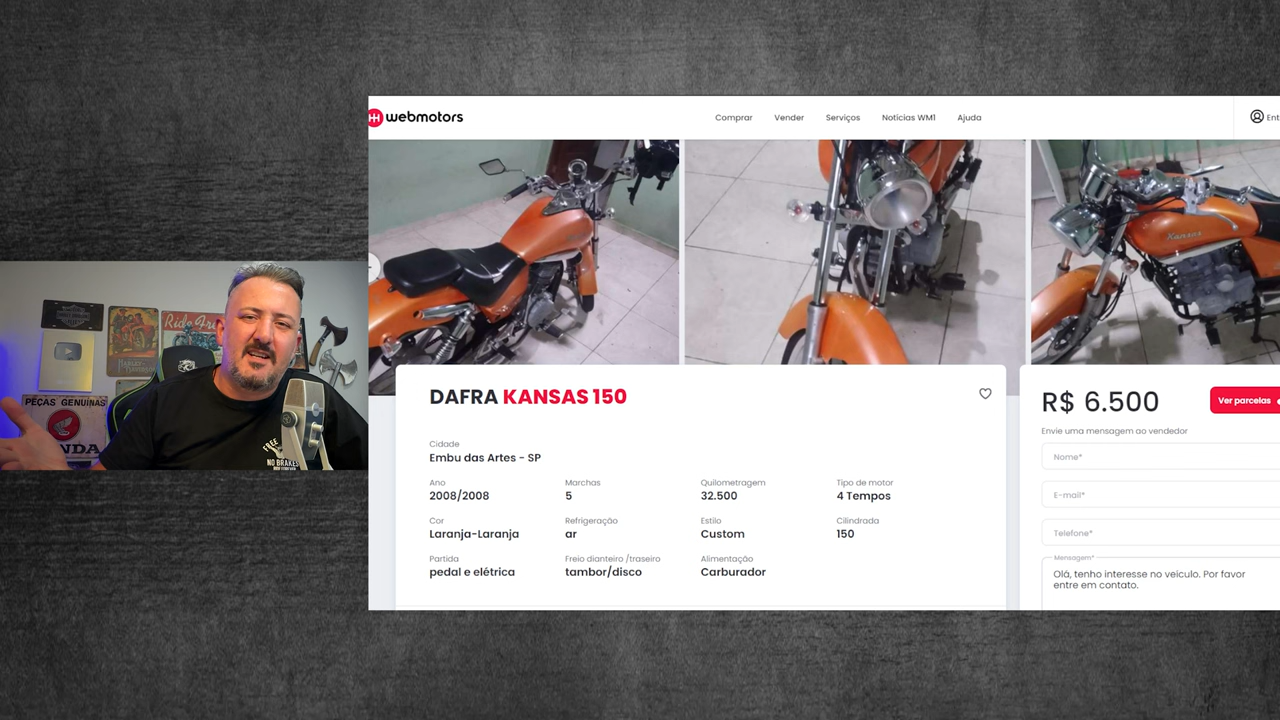 webmotors
Comprar Vender Serviços Notícias WM1 Ajuda
Kansas
DAFRA KANSAS 150
Cidade
Embu das Artes - SP
Ano Marchas Quilometragem Tipo de motor
2008/2008 5 32.500 4 Tempos
Cor Refrigeração Estilo Cilindrada
Laranja-Laranja ar Custom 150
Partida Freio dianteiro /traseiro Alimentação
pedal e elétrica tambor/disco Carburador
R$ 6.500
Ver parcelas
Envie uma mensagem ao vendedor
Nome*
E-mail*
Telefone*
Mensagem*
Olá, tenho interesse no veículo. Por favor
entre em contato.
PEÇAS GENUINAS
FREE
NO BRAKES